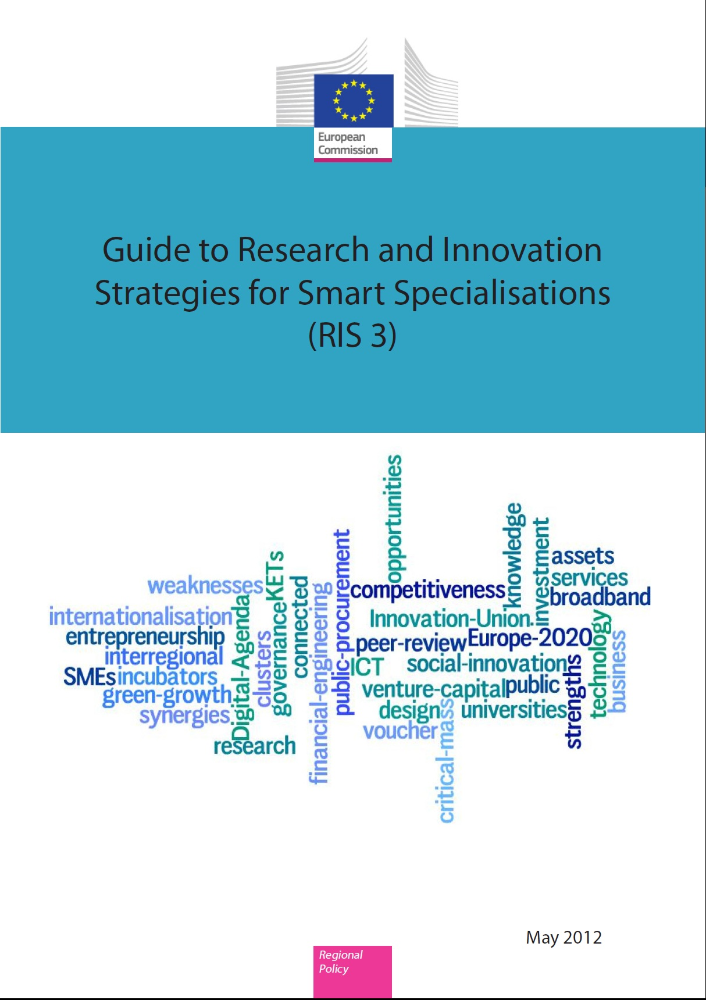 European
Commission
Guide to Research and Innovation
Strategies for Smart Specialisations
(RIS 3)
opportunities
knowledge
investment
public-procurement
assets
KETs
services
weaknesses
connected
competitiveness
broadband
financial-engineering
Digital-Agenda
governance
internationalisation
Innovation-Union
technology
entrepreneurship
clusters
peer-review
Europe-2020
business
interregional
ICT
social-innovation
strengths
SMEs
incubators
venture-capital
public
green-growth
synergies
design
universities
voucher
critical-mass
research
May 2012
Regional
Policy